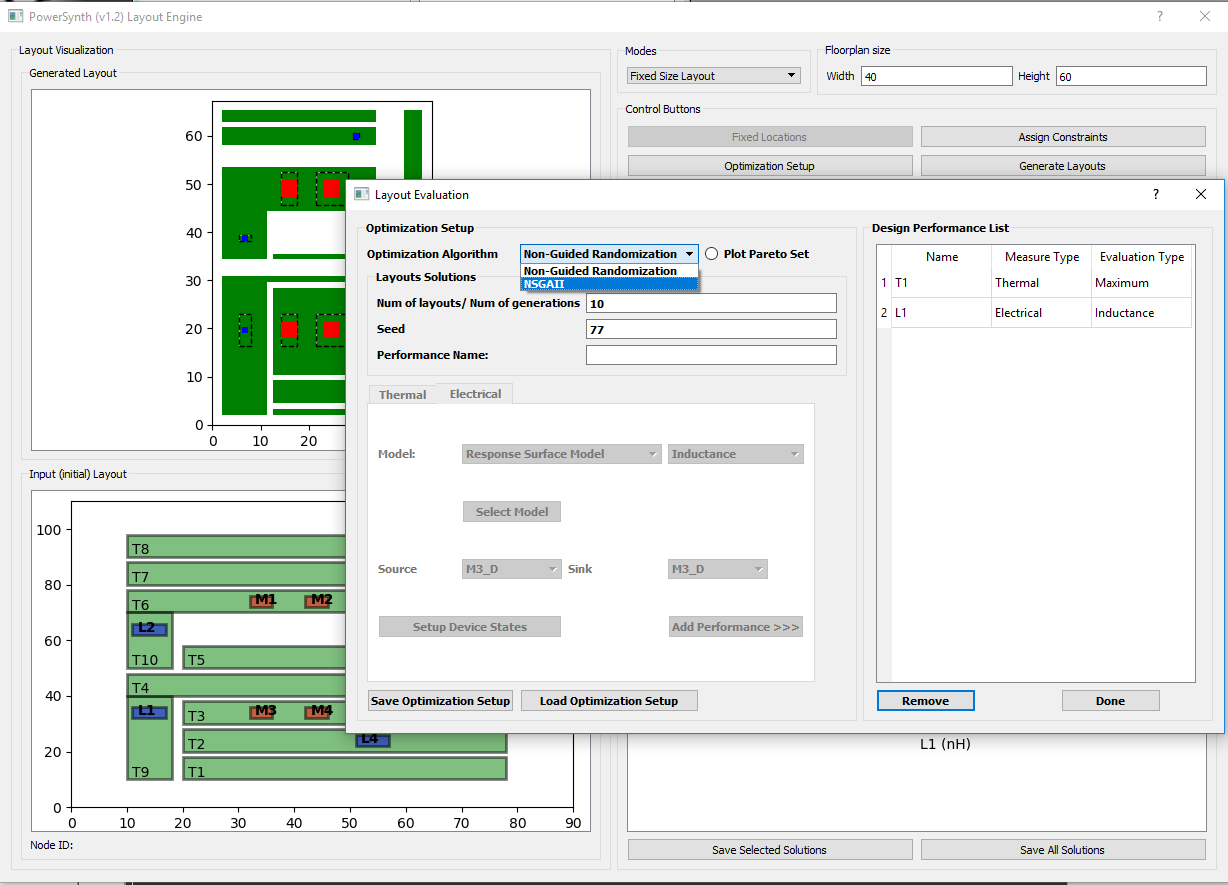 PowerSynth (v1.2) Layout Engine
?
Layout Visualization
Generated Layout
60
50
40
30
20
10
0
0 10 20
Modes
Fixed Size Layout
Floorplan size
Width 40 Height 60
Control Buttons
Fixed Locations Assign Constraints
Optimization Setup Generate Layouts
Layout Evaluation ?
Optimization Setup
Optimization Algorithm Non-Guided Randomization Plot Pareto Set
Non-Guided Randomization
NSGAII
Layouts Solutions
Num of layouts/ Num of generations 10
Seed 77
Performance Name:
Thermal Electrical
Model: Response Surface Model Inductance
Select Model
Source M3_D Sink M3_D
Setup Device States Add Performance >>>
Save Optimization Setup Load Optimization Setup
Design Performance List
Name Measure Type Evaluation Type
1 T1 Thermal Maximum
2 L1 Electrical Inductance
Remove Done
Input (initial) Layout
100
80
60
40
20
0
0 10 20 30 40 50 60 70 80 90
T8
T7
T6 M1 M2
L2
T10 T5
T4
L1 T3 M3 M4
T2 L4
T9 T1
Node ID:
L1 (nH)
Save Selected Solutions Save All Solutions